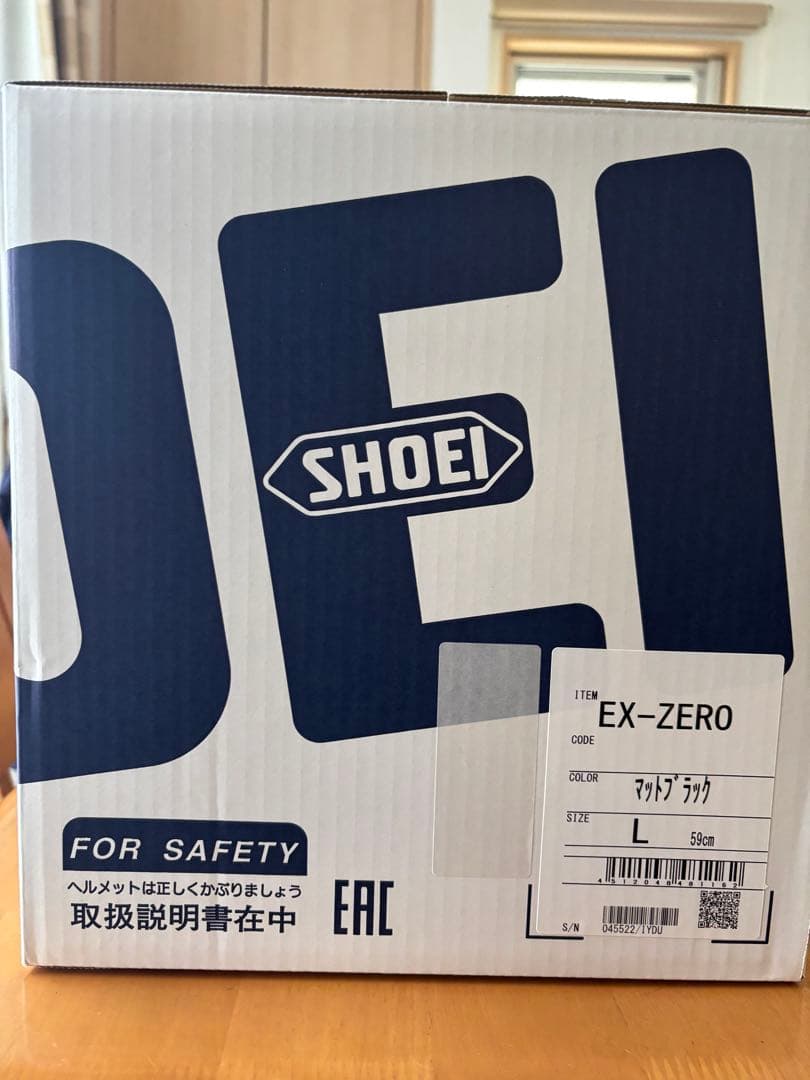 OEI
SHOEI
ITEM
EX-ZERO
CODE
COLOR
マットブラック
SIZE
L 59cm
4512048481162
S/N 045522/IYDU
FOR SAFETY
ヘルメットは正しくかぶりましょう
取扱説明書在中
EAC